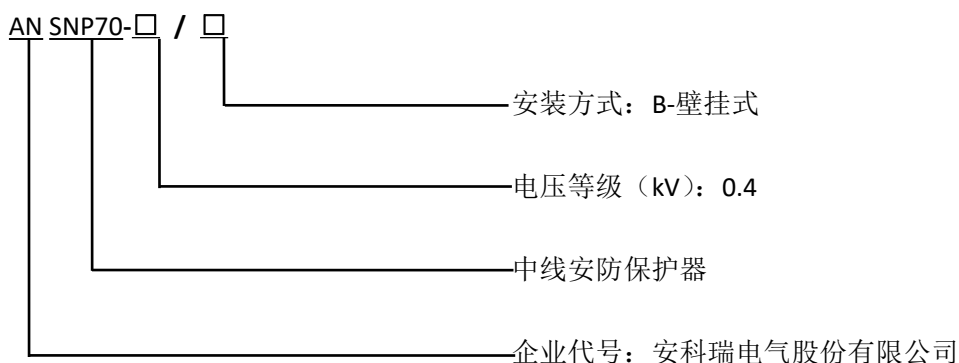 AN SNP70-□ / □
安装方式：B-壁挂式
电压等级（kV）：0.4
中线安防保护器
企业代号：安科瑞电气股份有限公司